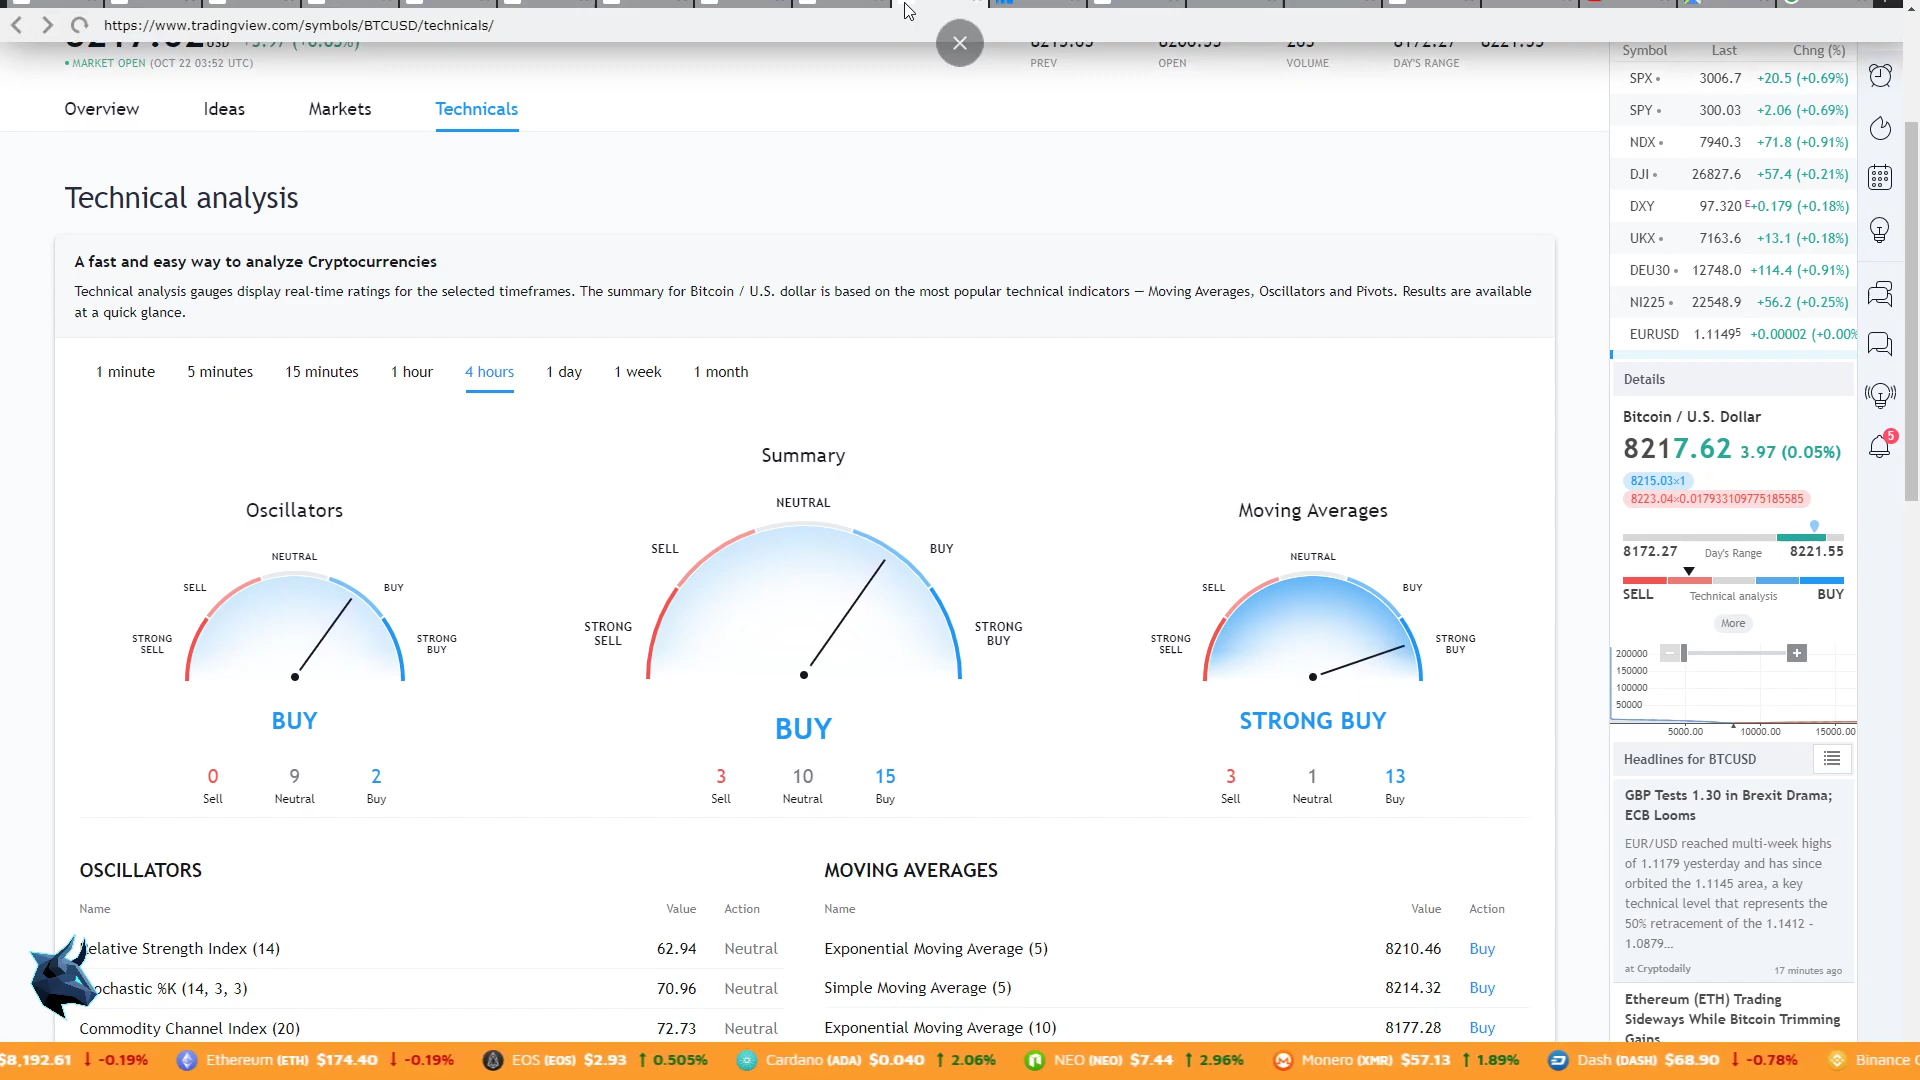 https://www.tradingview.com/symbols/BTCUSD/technicals/
• MARKET OPEN (OCT 22 03:52 UTC)
PREV OPEN VOLUME DAY'S RANGE
Overview Ideas Markets Technicals
Technical analysis
A fast and easy way to analyze Cryptocurrencies
Technical analysis gauges display real-time ratings for the selected timeframes. The summary for Bitcoin / U.S. dollar is based on the most popular technical indicators — Moving Averages, Oscillators and Pivots. Results are available
at a quick glance.
1 minute 5 minutes 15 minutes 1 hour 4 hours 1 day 1 week 1 month
Oscillators
NEUTRAL
SELL BUY
STRONG
SELL
STRONG
BUY
BUY
0 9 2
Sell Neutral Buy
Summary
NEUTRAL
SELL BUY
STRONG
SELL
STRONG
BUY
BUY
3 10 15
Sell Neutral Buy
Moving Averages
NEUTRAL
SELL BUY
STRONG
SELL
STRONG
BUY
STRONG BUY
3 1 13
Sell Neutral Buy
OSCILLATORS
Name Value Action
elative Strength Index (14) 62.94 Neutral
ochastic %K (14, 3, 3) 70.96 Neutral
Commodity Channel Index (20) 72.73 Neutral
MOVING AVERAGES
Name Value Action
Exponential Moving Average (5) 8210.46 Buy
Simple Moving Average (5) 8214.32 Buy
Exponential Moving Average (10) 8177.28 Buy
Symbol Last Chng (%)
SPX • 3006.7 +20.5 (+0.69%)
SPY • 300.03 +2.06 (+0.69%)
NDX • 7940.3 +71.8 (+0.91%)
DJI • 26827.6 +57.4 (+0.21%)
DXY 97.320 E +0.179 (+0.18%)
UKX • 7163.6 +13.1 (+0.18%)
DEU30 • 12748.0 +114.4 (+0.91%)
NI225 • 22548.9 +56.2 (+0.25%)
EURUSD 1.11495 +0.00002 (+0.00%
Details
Bitcoin / U.S. Dollar
8217.62 3.97 (0.05%)
8215.03×1
8223.04×0.017933109775185585
8172.27 Day's Range 8221.55
SELL Technical analysis BUY
More
200000
150000
100000
50000
5000.00 10000.00 15000.00
Headlines for BTCUSD
GBP Tests 1.30 in Brexit Drama;
ECB Looms
EUR/USD reached multi-week highs
of 1.1179 yesterday and has since
orbited the 1.1145 area, a key
technical level that represents the
50% retracement of the 1.1412 -
1.0879...
at Cryptodaily 17 minutes ago
Ethereum (ETH) Trading
Sideways While Bitcoin Trimming
Gains
5
$8,192.61 -0.19% Ethereum (ETH) $174.40 -0.19% EOS (EOS) $2.93 0.505% Cardano (ADA) $0.040 2.06% NEO (NEO) $7.44 2.96% Monero (XMR) $57.13 1.89% Dash (DASH) $68.90 -0.78% Binance C